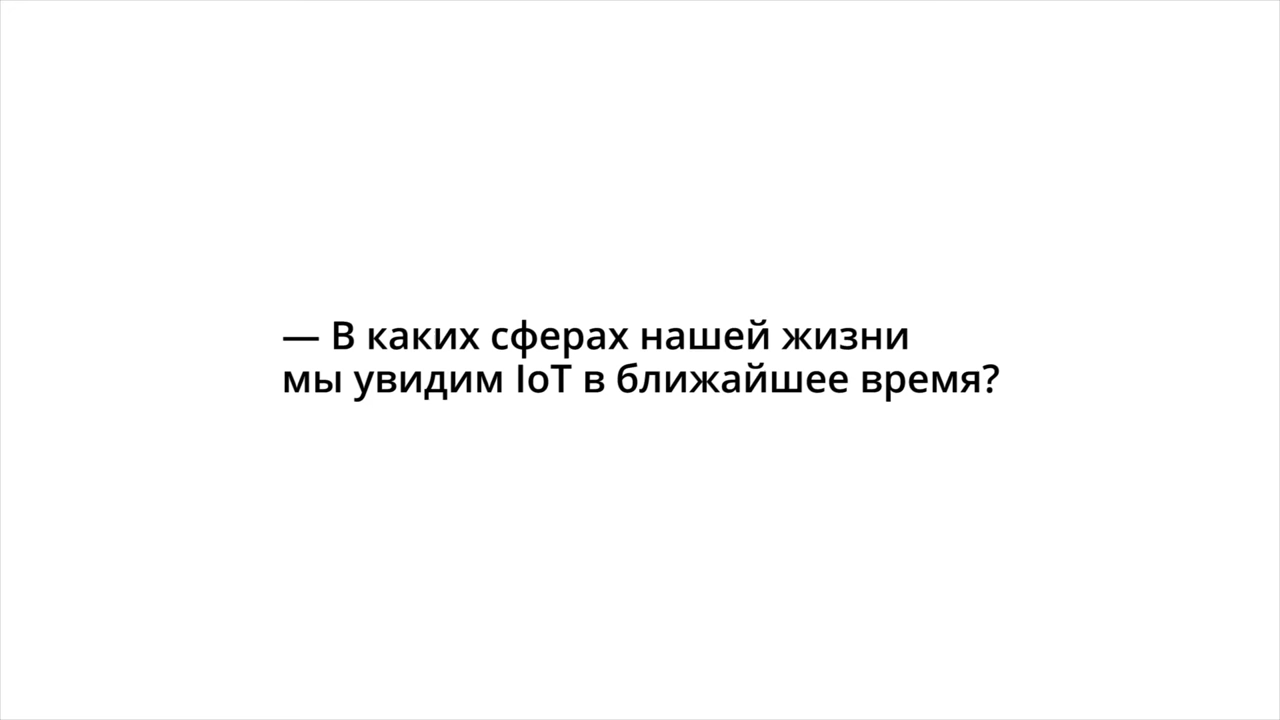 — В каких сферах нашей жизни
мы увидим IoT в ближайшее время?